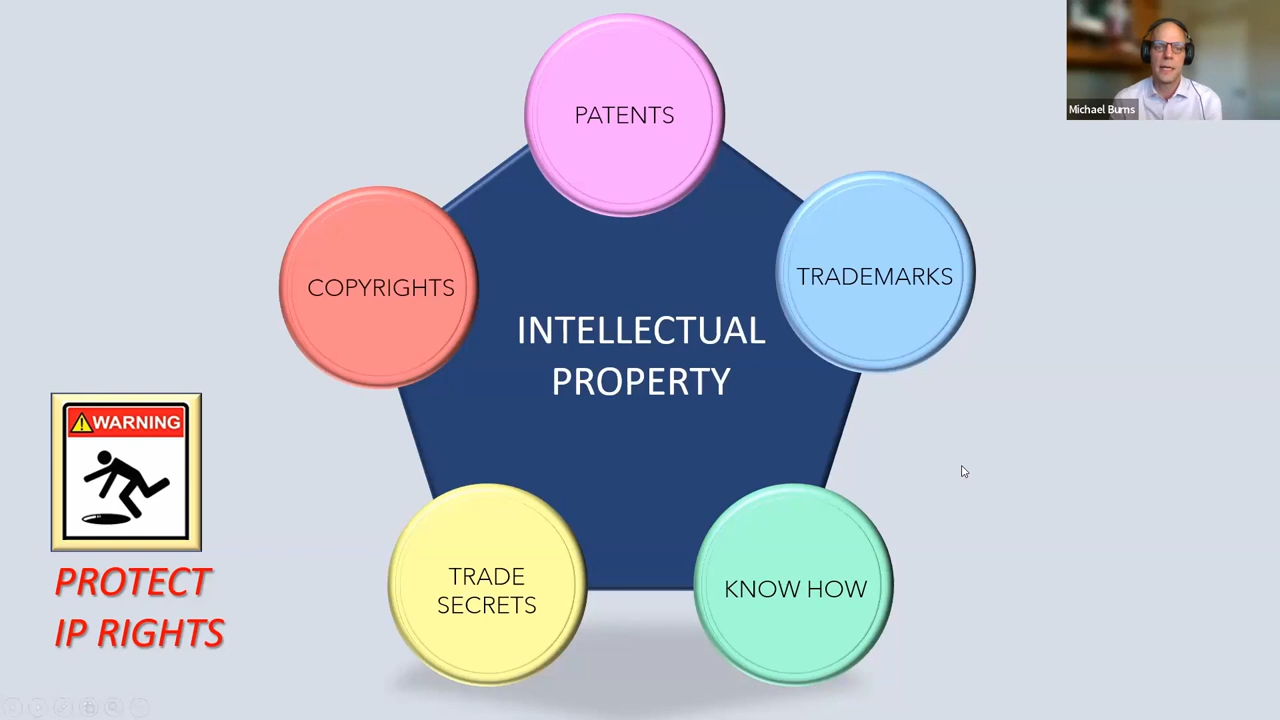 PATENTS
Michael Burns
COPYRIGHTS
TRADEMARKS
INTELLECTUAL
PROPERTY
WARNING
PROTECT
IP RIGHTS
TRADE
SECRETS
KNOW HOW